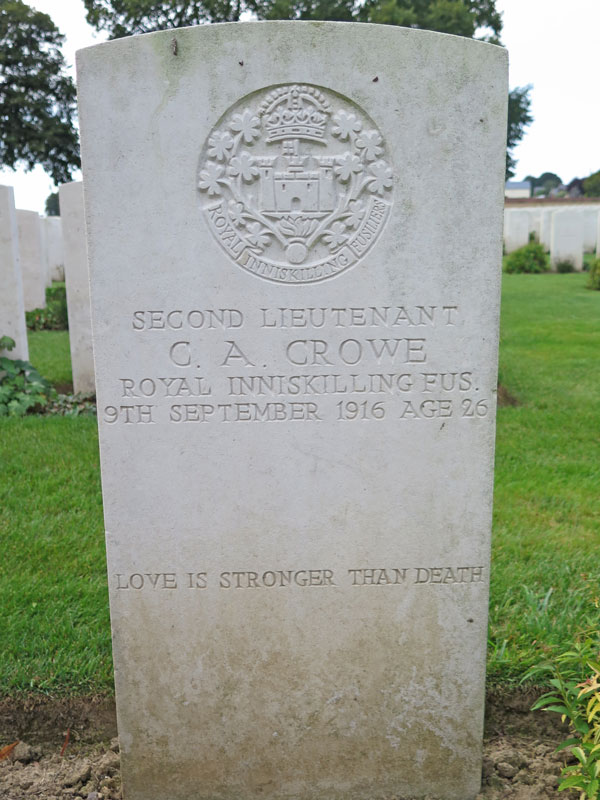 ROYAL INNISKILLING FUSILIERS
SECOND LIEUTENANT
C. A. CROWE
ROYAL INNISKILLING FUS.
9TH SEPTEMBER 1916 AGE 26
LOVE IS STRONGER THAN DEATH